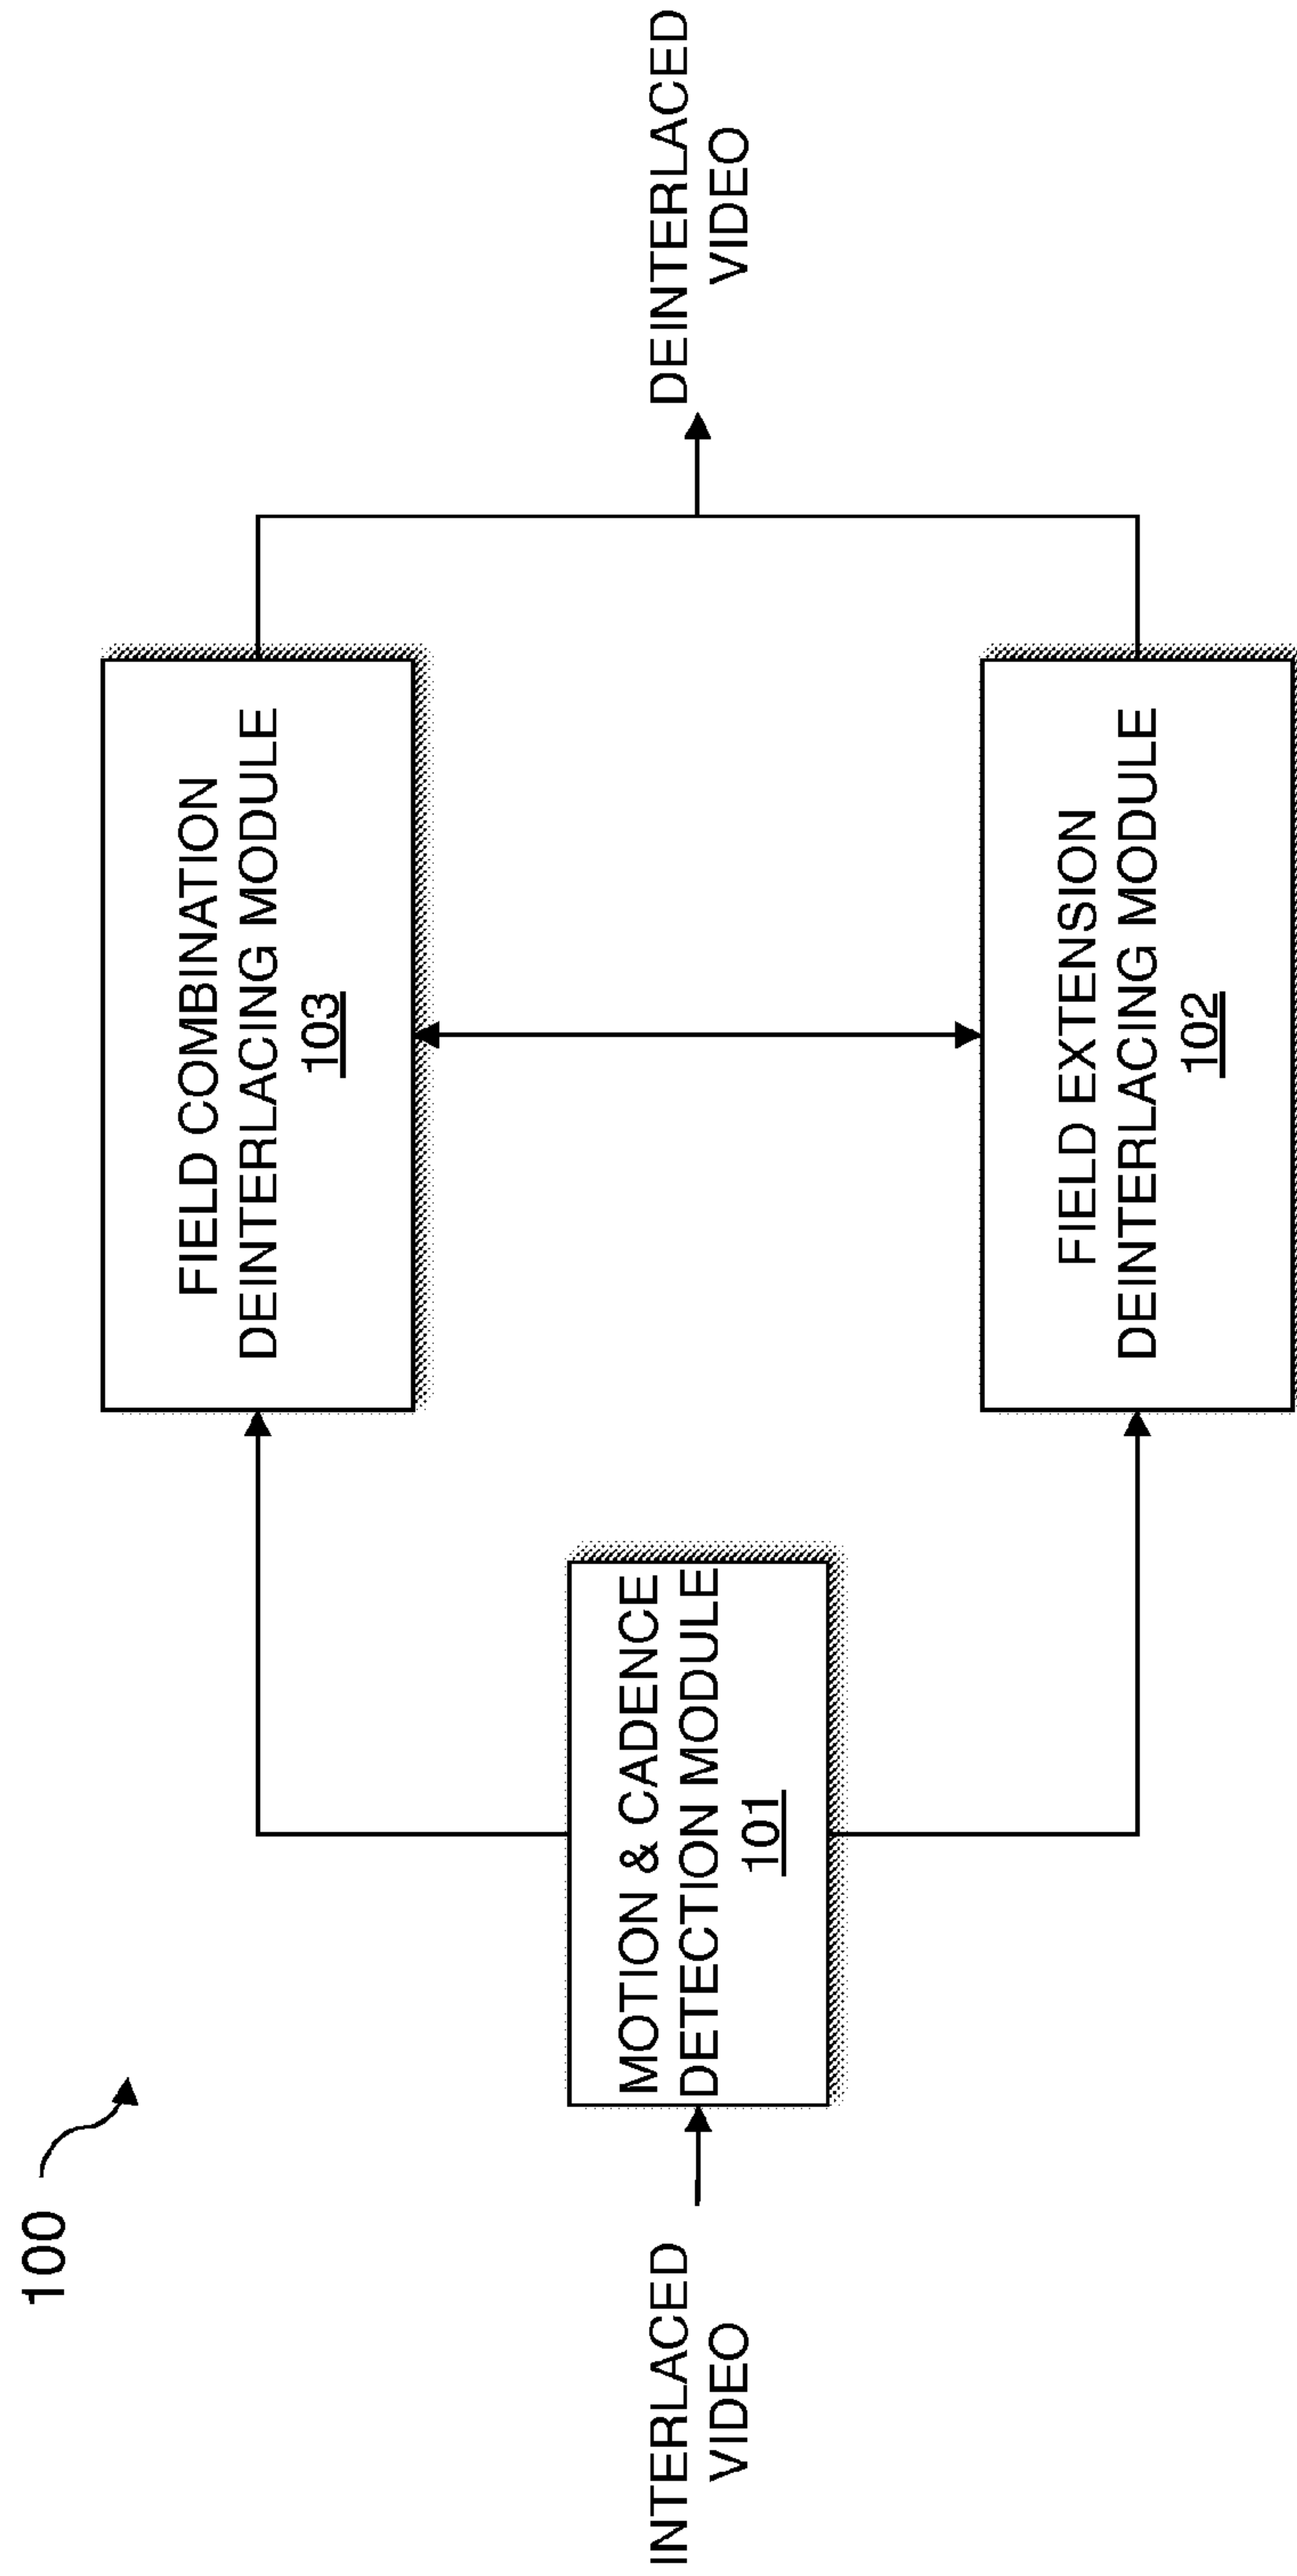 100
INTERLACED
VIDEO
MOTION & CADENCE
DETECTION MODULE
101
FIELD COMBINATION
DEINTERLACING MODULE
103
FIELD EXTENSION
DEINTERLACING MODULE
102
DEINTERLACED
VIDEO